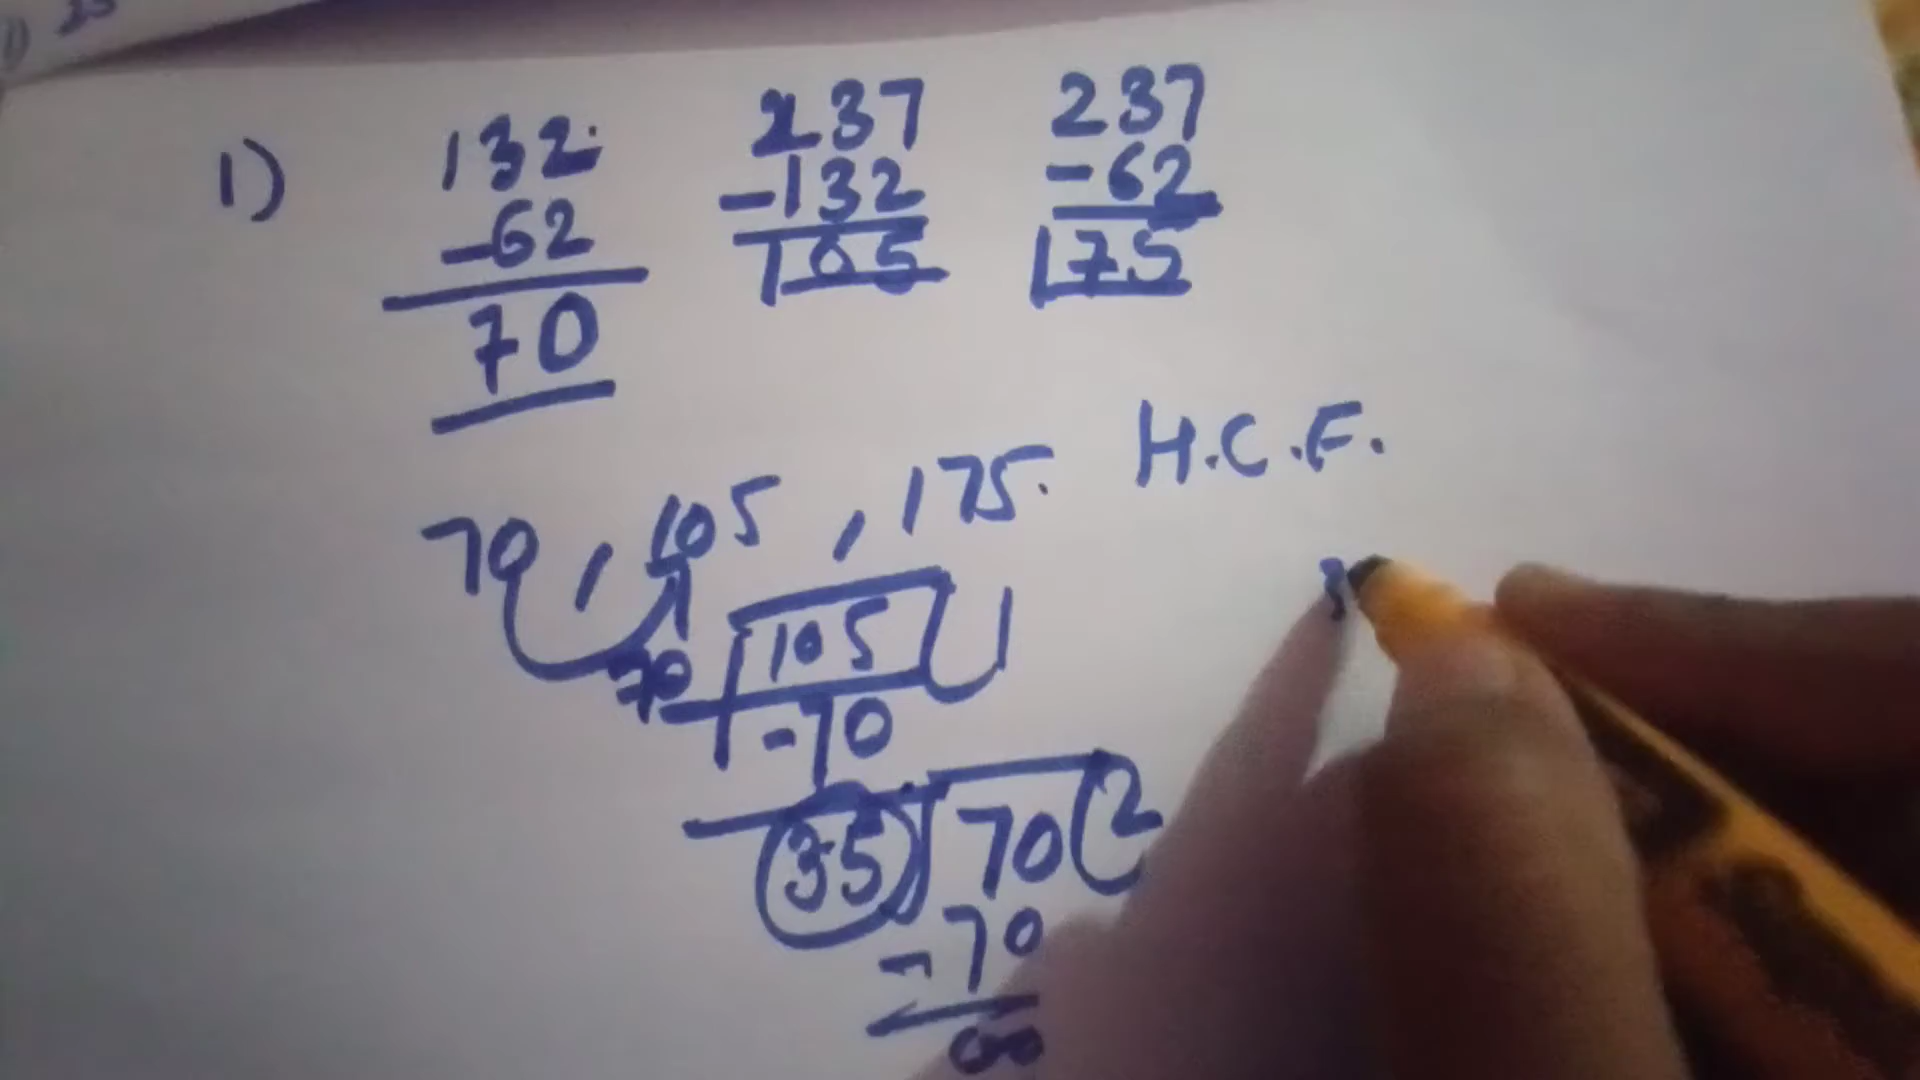 1) 132 237 237
-62 -132 -62
70 105 175
70, 105, 175. H.C.F.
70 105 1
-70
35 70 2
-70
00